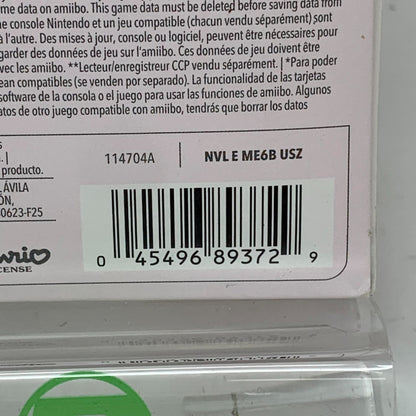 me data on amiibo. This game data must be deleted before saving data from
e console Nintendo et un jeu compatible (chacun vendu séparément) sont
à l'autre. Des mises à jour, console ou logiciel, peuvent être nécessaires pour
garder des données de jeu sur l'amiibo. Ces données de jeu doivent être
vec les amiibo. **Lecteur/enregistreur CCP vendu séparément. | *Para poder
ean compatibles (se venden por separado). La funcionalidad de las tarjetas
software de la consola o el juego para usar las funciones de amiibo. Algunos
atos de otro juego compatible con amiibo, tendrás que borrar los datos
s
. |
producto.
ÁVILA
ÓN,
0623-F25
114704A | NVL E ME6B USZ
0 45496 89372 9
nrio
CENSE